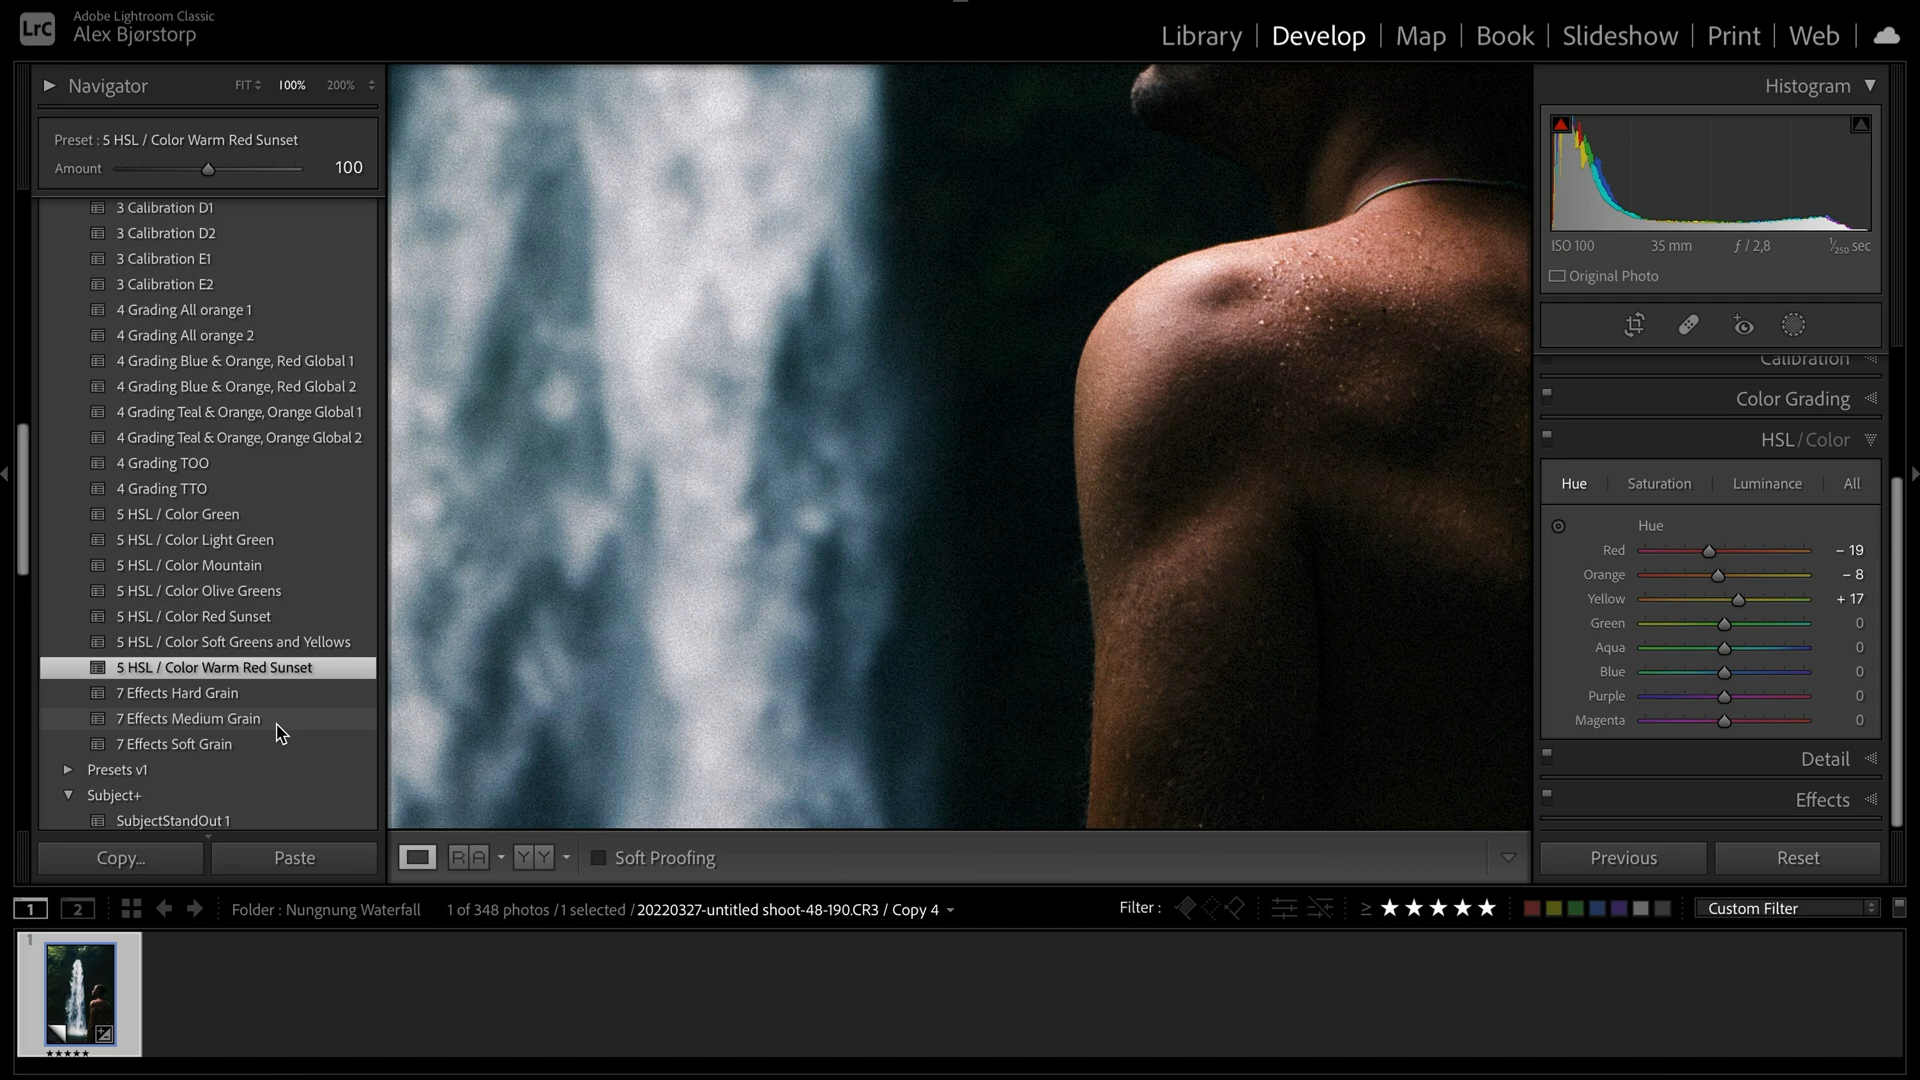 LrC
Adobe Lightroom Classic
Alex Bjørstorp
Library | Develop | Map | Book | Slideshow | Print | Web
Navigator FIT 100% 200%
Preset : 5 HSL / Color Warm Red Sunset
Amount 100
3 Calibration D1
3 Calibration D2
3 Calibration E1
3 Calibration E2
4 Grading All orange 1
4 Grading All orange 2
4 Grading Blue & Orange, Red Global 1
4 Grading Blue & Orange, Red Global 2
4 Grading Teal & Orange, Orange Global 1
4 Grading Teal & Orange, Orange Global 2
4 Grading TOO
4 Grading TTO
5 HSL / Color Green
5 HSL / Color Light Green
5 HSL / Color Mountain
5 HSL / Color Olive Greens
5 HSL / Color Red Sunset
5 HSL / Color Soft Greens and Yellows
5 HSL / Color Warm Red Sunset
7 Effects Hard Grain
7 Effects Medium Grain
7 Effects Soft Grain
Presets v1
Subject+
SubjectStandOut 1
Copy... Paste
R A Y Y Soft Proofing
Histogram
ISO 100 35 mm ƒ / 2,8 1/250 sec
Original Photo
Calibration
Color Grading
HSL / Color
Hue Saturation Luminance All
Hue
Red – 19
Orange – 8
Yellow + 17
Green 0
Aqua 0
Blue 0
Purple 0
Magenta 0
Detail
Effects
Previous Reset
1 2 Folder : Nungnung Waterfall 1 of 348 photos /1 selected /20220327-untitled shoot-48-190.CR3 / Copy 4 Filter : ≥ ★★★★★ Custom Filter
1
★★★★★